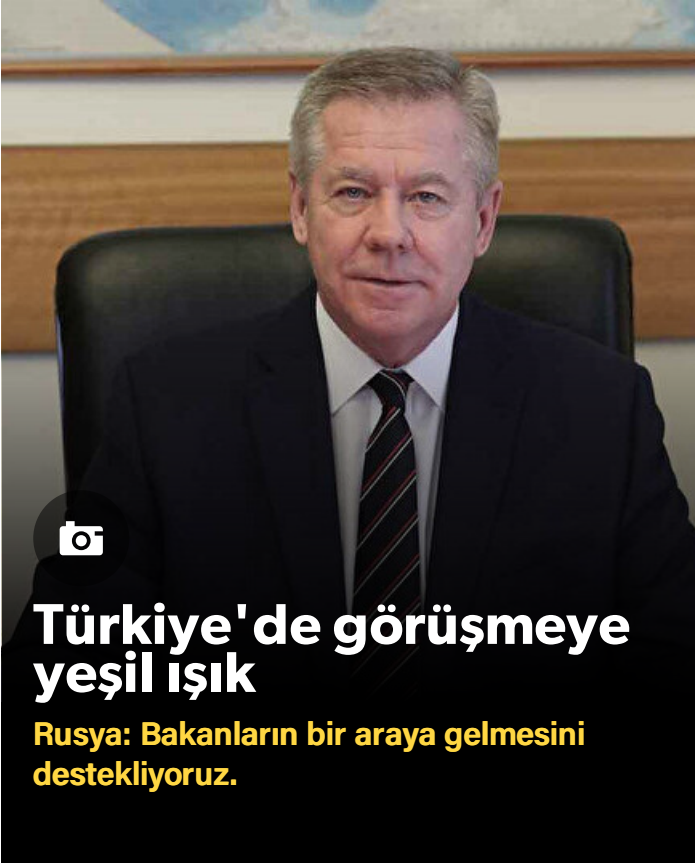 Türkiye'de görüşmeye
yeşil ışık
Rusya: Bakanların bir araya gelmesini
destekliyoruz.